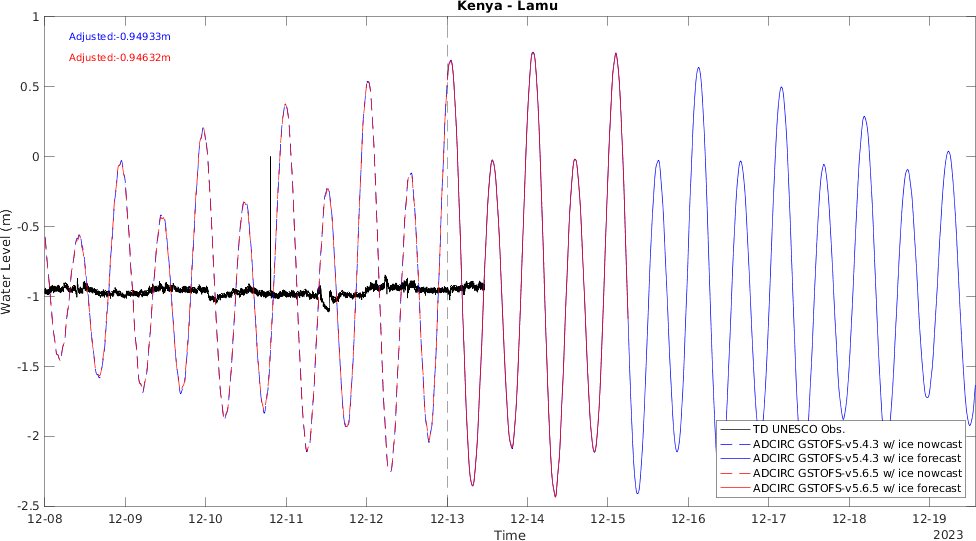 Kenya - Lamu
Adjusted:-0.94933m
Adjusted:-0.94632m
Water Level (m)
1
0.5
0
-0.5
-1
-1.5
-2
-2.5
TD UNESCO Obs.
ADCIRC GSTOFS-v5.4.3 w/ ice nowcast
ADCIRC GSTOFS-v5.4.3 w/ ice forecast
ADCIRC GSTOFS-v5.6.5 w/ ice nowcast
ADCIRC GSTOFS-v5.6.5 w/ ice forecast
12-08 12-09 12-10 12-11 12-12 12-13 12-14 12-15 12-16 12-17 12-18 12-19
Time
2023